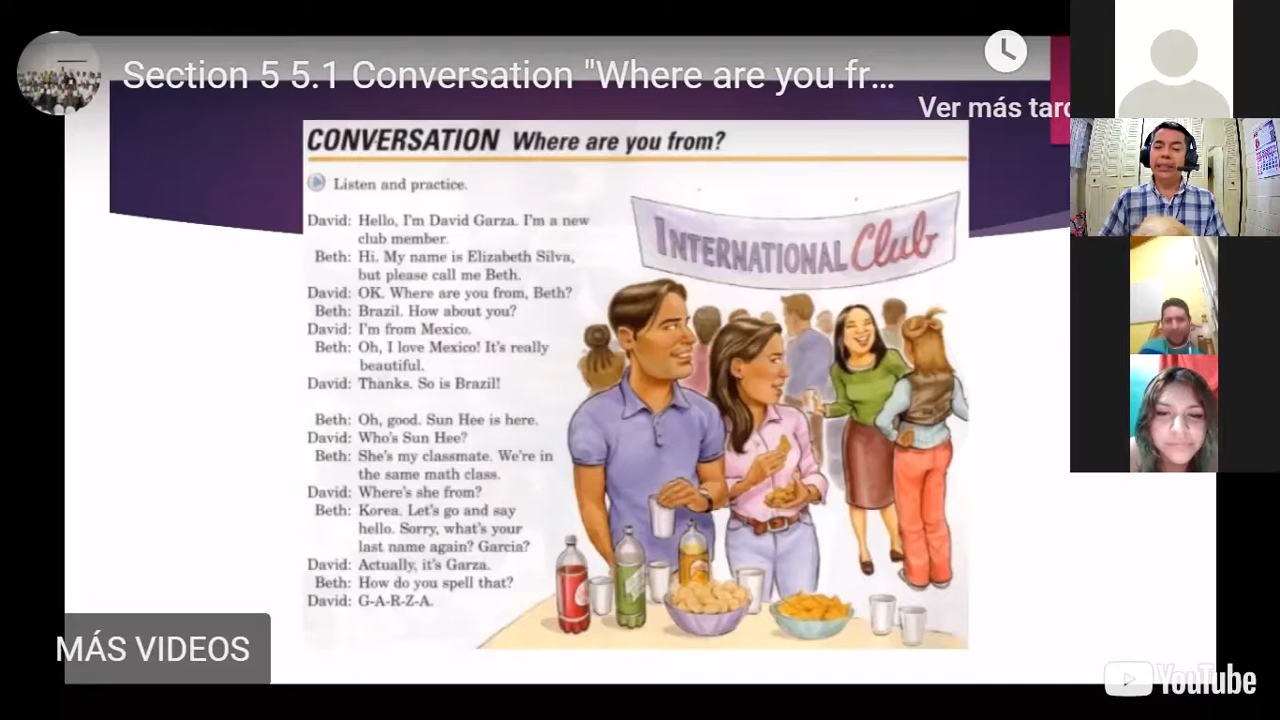 Section 5 5.1 Conversation "Where are you fr...
Ver más tard
CONVERSATION Where are you from?
Listen and practice.
INTERNATIONAL Club
David: Hello, I'm David Garza. I'm a new
club member.
Beth: Hi. My name is Elizabeth Silva,
but please call me Beth.
David: OK. Where are you from, Beth?
Beth: Brazil. How about you?
David: I'm from Mexico.
Beth: Oh, I love Mexico! It's really
beautiful.
David: Thanks. So is Brazil!
Beth: Oh, good. Sun Hee is here.
David: Who's Sun Hee?
Beth: She's my classmate. We're in
the same math class.
David: Where's she from?
Beth: Korea. Let's go and say
hello. Sorry, what's your
last name again? Garcia?
David: Actually, it's Garza.
Beth: How do you spell that?
David: G-A-R-Z-A.
MÁS VIDEOS
YouTube